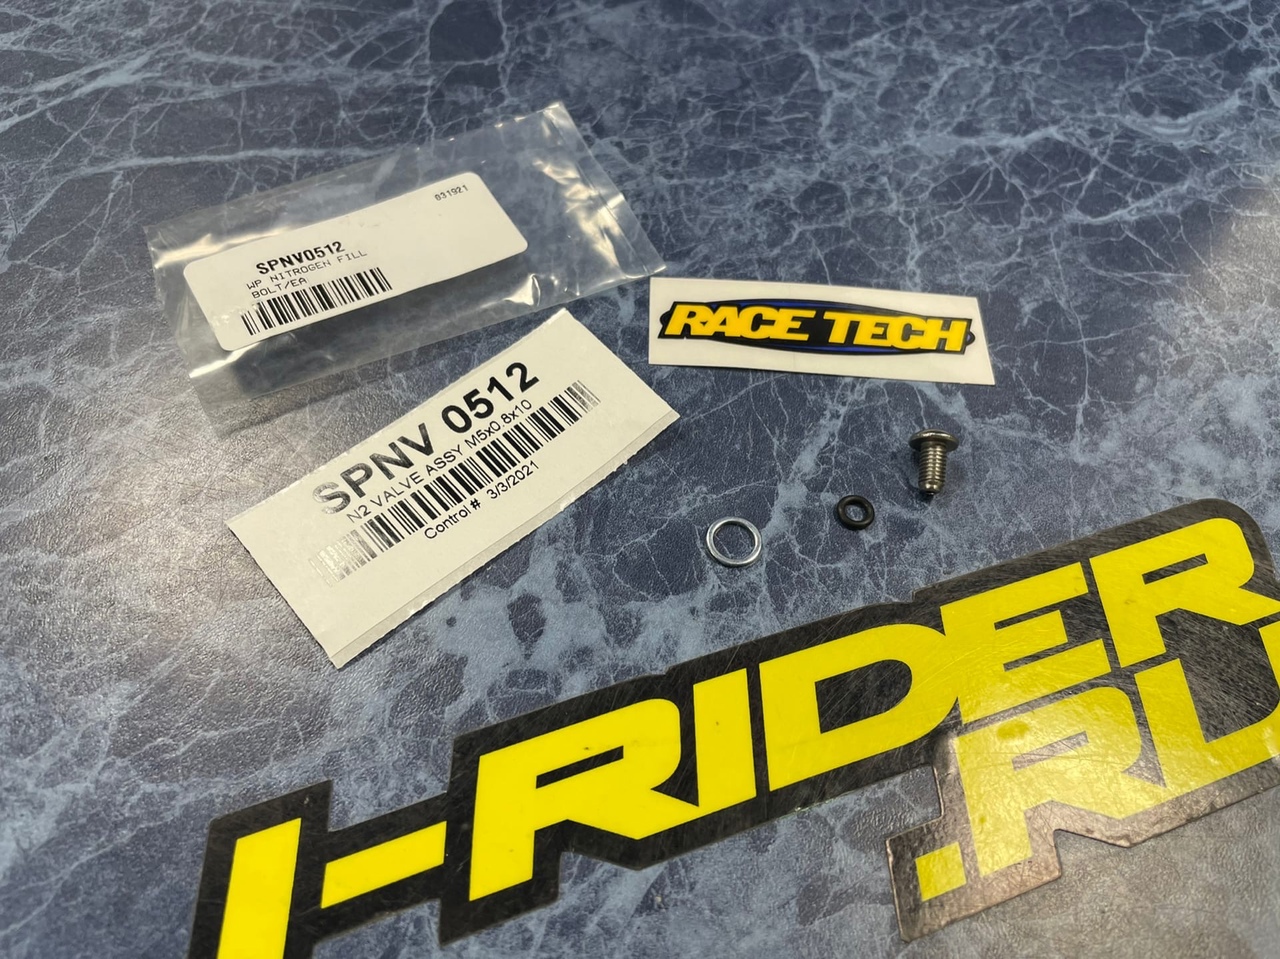 031921
SPNV0512
WP NITROGEN FILL
BOLT/EA
SPNV 0512
N2 VALVE ASSY M5x0.8x10
Control # 3/3/2021
RACE TECH
I-RIDER
.RU